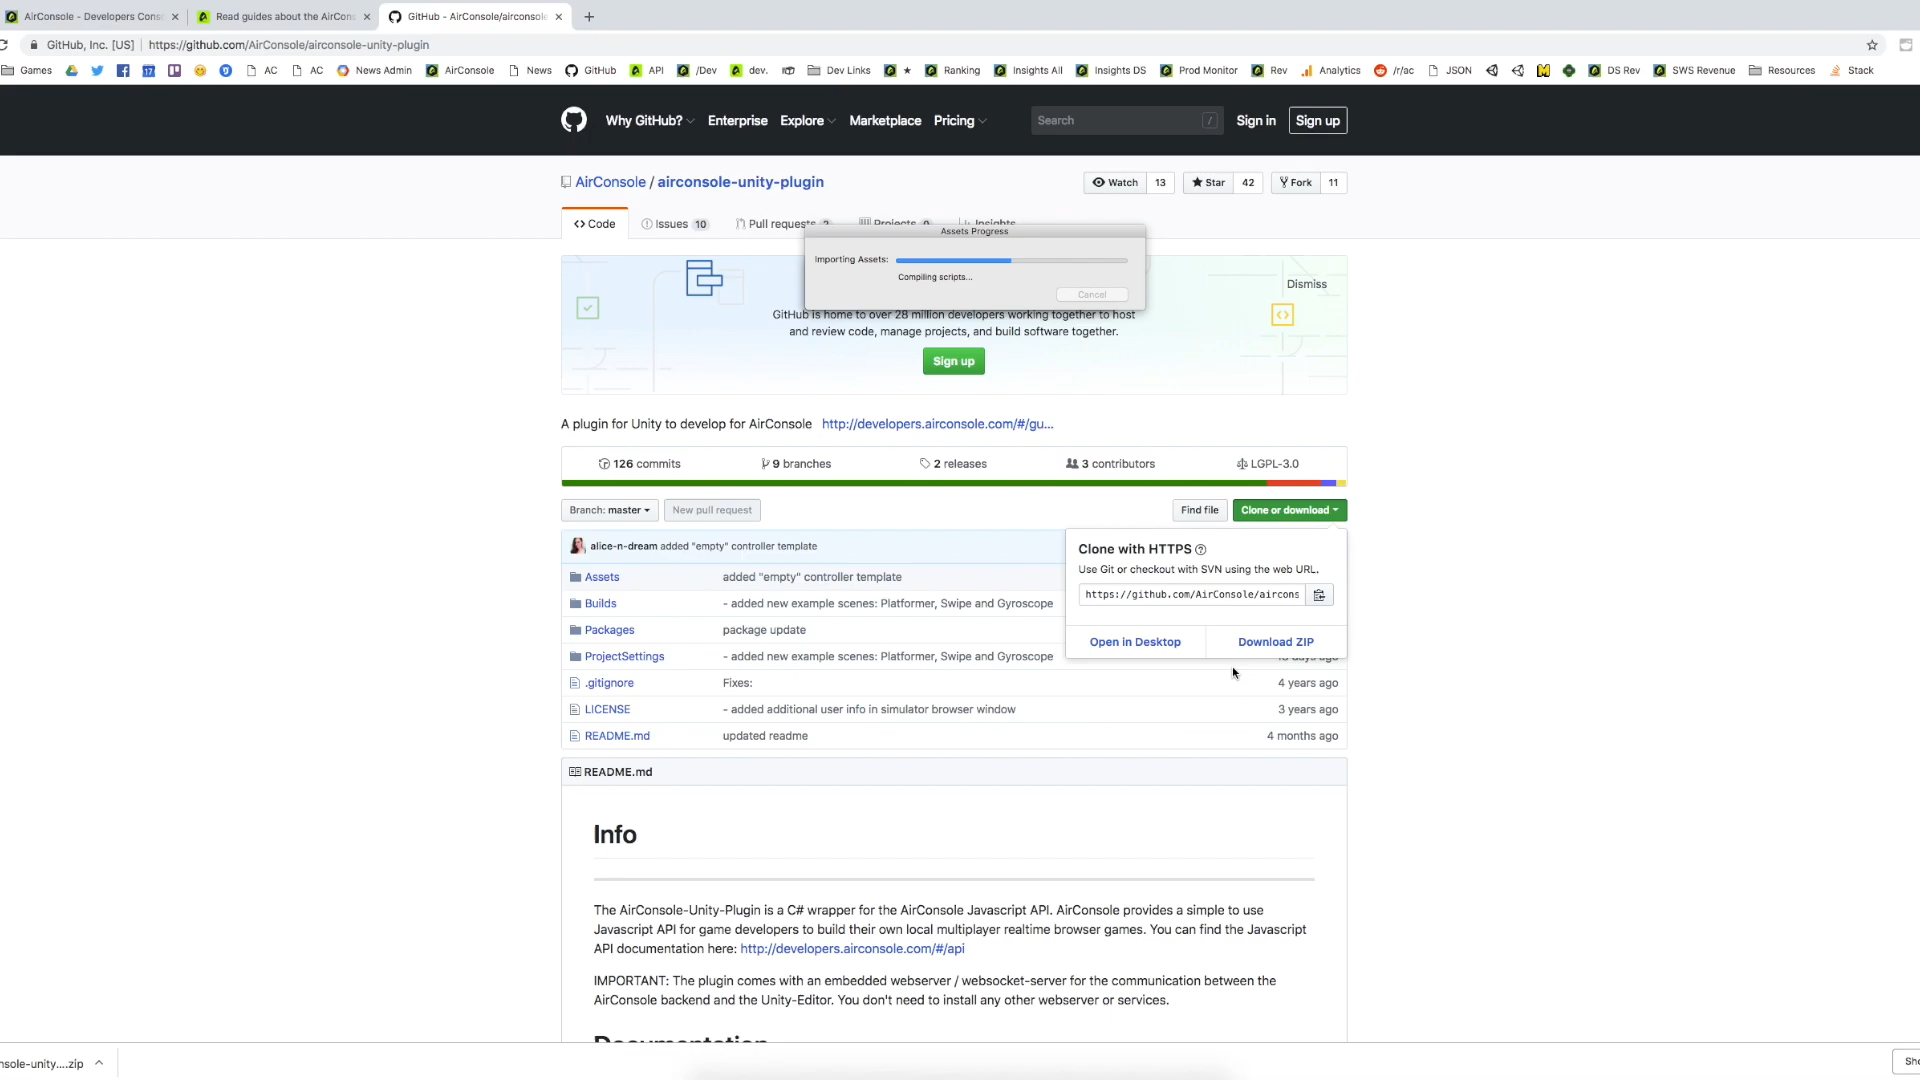 AirConsole - Developers Cons
Read guides about the AirCons
GitHub - AirConsole/airconsole
GitHub, Inc. [US] https://github.com/AirConsole/airconsole-unity-plugin
Games 17 AC AC News Admin AirConsole News GitHub API /Dev dev. Dev Links ★ Ranking Insights All Insights DS Prod Monitor Rev Analytics /r/ac JSON DS Rev SWS Revenue Resources Stack
Why GitHub? Enterprise Explore Marketplace Pricing Search / Sign in Sign up
AirConsole / airconsole-unity-plugin Watch 13 Star 42 Fork 11
Code Issues 10 Pull requests Projects 0 Insights
Assets Progress
Importing Assets:
Compiling scripts...
Cancel
Dismiss
GitHub is home to over 28 million developers working together to host
and review code, manage projects, and build software together.
Sign up
A plugin for Unity to develop for AirConsole http://developers.airconsole.com/#/gu...
126 commits 9 branches 2 releases 3 contributors LGPL-3.0
Branch: master New pull request Find file Clone or download
alice-n-dream added "empty" controller template
Assets added "empty" controller template
Builds - added new example scenes: Platformer, Swipe and Gyroscope
Packages package update
ProjectSettings - added new example scenes: Platformer, Swipe and Gyroscope days ago
.gitignore Fixes: 4 years ago
LICENSE - added additional user info in simulator browser window 3 years ago
README.md updated readme 4 months ago
Clone with HTTPS ?
Use Git or checkout with SVN using the web URL.
https://github.com/AirConsole/aircons
Open in Desktop Download ZIP
README.md
Info
The AirConsole-Unity-Plugin is a C# wrapper for the AirConsole Javascript API. AirConsole provides a simple to use
Javascript API for game developers to build their own local multiplayer realtime browser games. You can find the Javascript
API documentation here: http://developers.airconsole.com/#/api
IMPORTANT: The plugin comes with an embedded webserver / websocket-server for the communication between the
AirConsole backend and the Unity-Editor. You don't need to install any other webserver or services.
Documentation
nsole-unity....zip
Sho